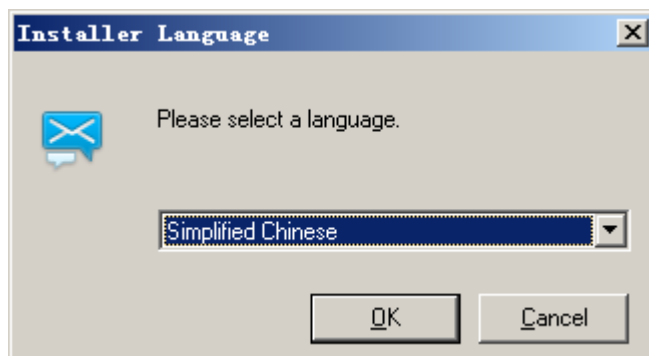 Installer Language
Please select a language.
Simplified Chinese
OK
Cancel